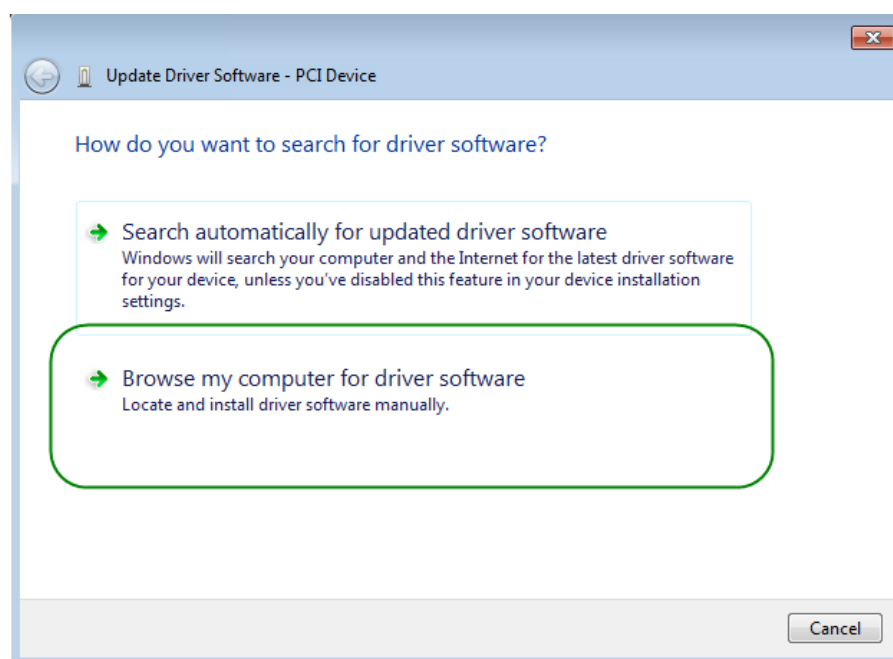 Update Driver Software - PCI Device
How do you want to search for driver software?
Search automatically for updated driver software
Windows will search your computer and the Internet for the latest driver software
for your device, unless you've disabled this feature in your device installation
settings.
Browse my computer for driver software
Locate and install driver software manually.
Cancel